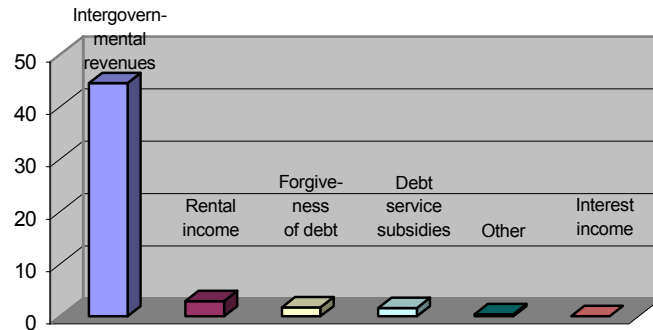 Intergovern-
mental
revenues
50
40
30
20
10
0
Rental
income
Forgive-
ness
of debt
Debt
service
subsidies
Other
Interest
income